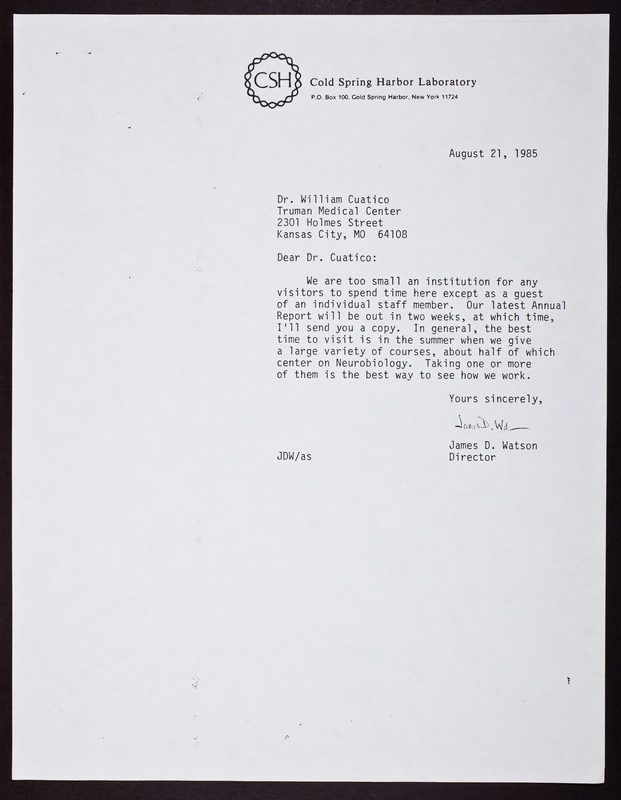 CSH
Cold Spring Harbor Laboratory
P.O. Box 100, Cold Spring Harbor, New York 11724
August 21, 1985
Dr. William Cuatico
Truman Medical Center
2301 Holmes Street
Kansas City, MO  64108
Dear Dr. Cuatico:
We are too small an institution for any
visitors to spend time here except as a guest
of an individual staff member.  Our latest Annual
Report will be out in two weeks, at which time,
I'll send you a copy.  In general, the best
time to visit is in the summer when we give
a large variety of courses, about half of which
center on Neurobiology.  Taking one or more
of them is the best way to see how we work.
Yours sincerely,
James D. Watson
JDW/as
Director